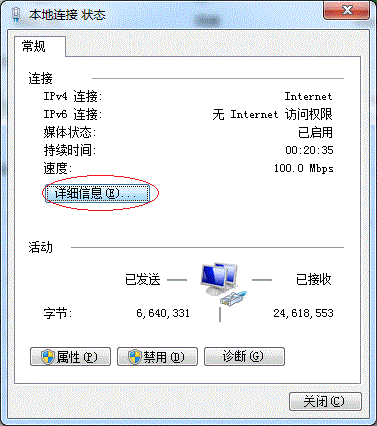 本地连接 状态
常规
连接
IPv4 连接: Internet
IPv6 连接: 无 Internet 访问权限
媒体状态: 已启用
持续时间: 00:20:35
速度: 100.0 Mbps
详细信息(E)...
活动
已发送 已接收
字节: 6,640,331 24,618,553
属性(P) 禁用(D) 诊断(G)
关闭(C)